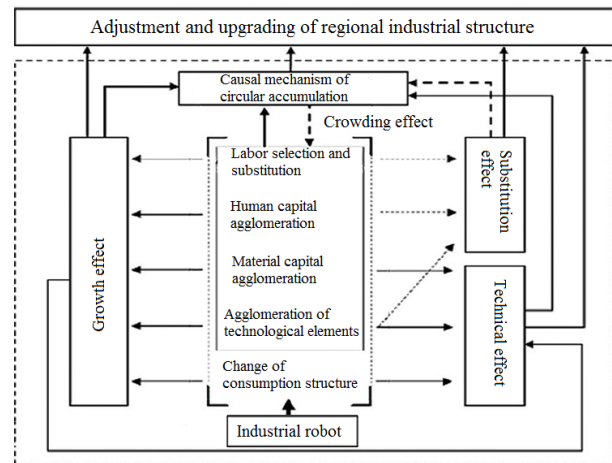 Adjustment and upgrading of regional industrial structure
Causal mechanism of
circular accumulation
Crowding effect
Labor selection and
substitution
Human capital
agglomeration
Material capital
agglomeration
Agglomeration of
technological elements
Change of
consumption structure
Industrial robot
Growth effect
Substitution
effect
Technical effect